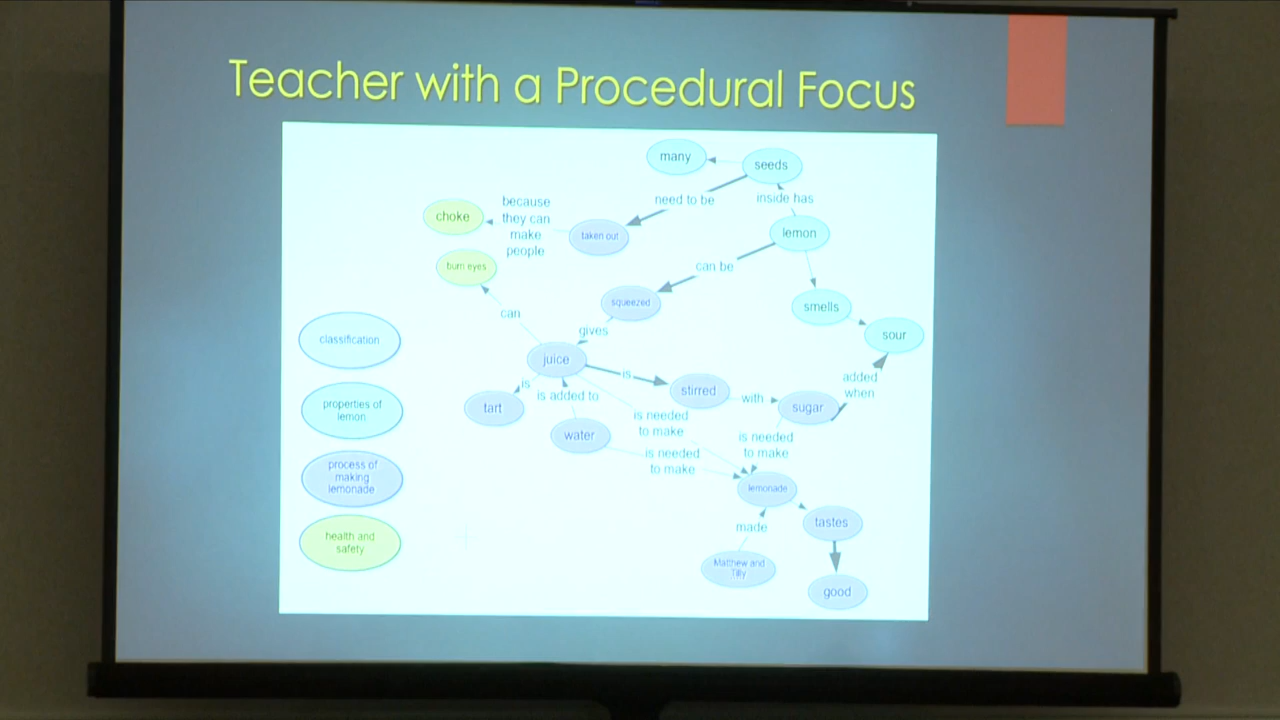 Teacher with a Procedural Focus
many
seeds
need to be
inside has
because
they can
make
people
choke
taken out
lemon
burn eyes
can be
squeezed
smells
can
gives
sour
classification
juice
is
stirred
added
when
is
is added to
with
sugar
tart
properties of
lemon
is needed
to make
water
is needed
to make
is needed
to make
process of
making
lemonade
lemonade
made
tastes
health and
safety
Matthew and
Tilly
good